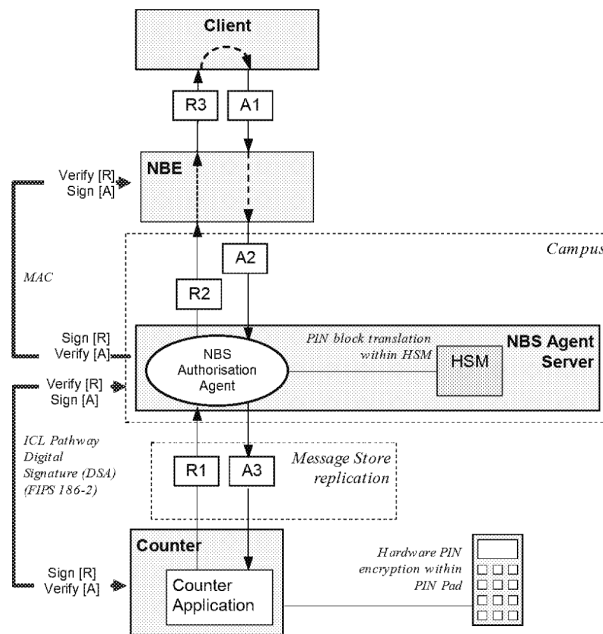 Client
R3
A1
NBE
Verify [R]
Sign [A]
Campus
MAC
A2
R2
Sign [R]
Verify [A]
PIN block translation
within HSM
NBS Agent
Server
NBS
Authorisation
Agent
HSM
Verify [R]
Sign [A]
ICL Pathway
Digital
Signature (DSA)
(FIPS 186-2)
R1
A3
Message Store
replication
Counter
Sign [R]
Verify [A]
Counter
Application
Hardware PIN
encryption within
PIN Pad